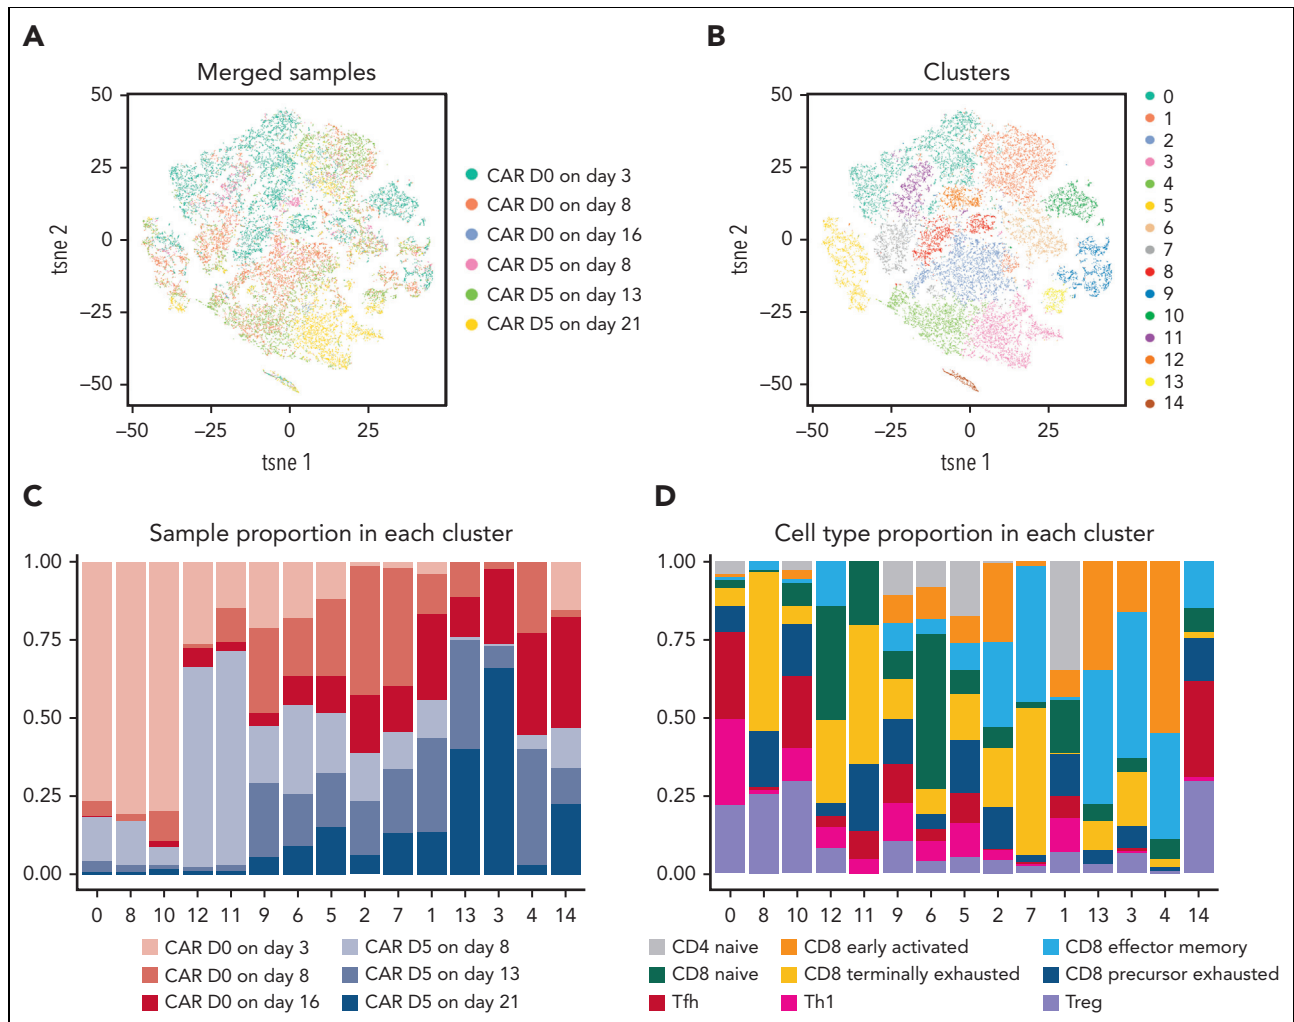 A
Merged samples
50
25
0
−25
−50
−50
−25
0
25
tsne 2
tsne 1
CAR D0 on day 3
CAR D0 on day 8
CAR D0 on day 16
CAR D5 on day 8
CAR D5 on day 13
CAR D5 on day 21
B
Clusters
50
25
0
−25
−50
−50
−25
0
25
tsne 2
tsne 1
0
1
2
3
4
5
6
7
8
9
10
11
12
13
14
C
Sample proportion in each cluster
1.00
0.75
0.50
0.25
0.00
0 8 10 12 11 9 6 5 2 7 1 13 3 4 14
CAR D0 on day 3 CAR D5 on day 8
CAR D0 on day 8 CAR D5 on day 13
CAR D0 on day 16 CAR D5 on day 21
D
Cell type proportion in each cluster
1.00
0.75
0.50
0.25
0.00
0 8 10 12 11 9 6 5 2 7 1 13 3 4 14
CD4 naive CD8 early activated CD8 effector memory
CD8 naive CD8 terminally exhausted CD8 precursor exhausted
Tfh Th1 Treg